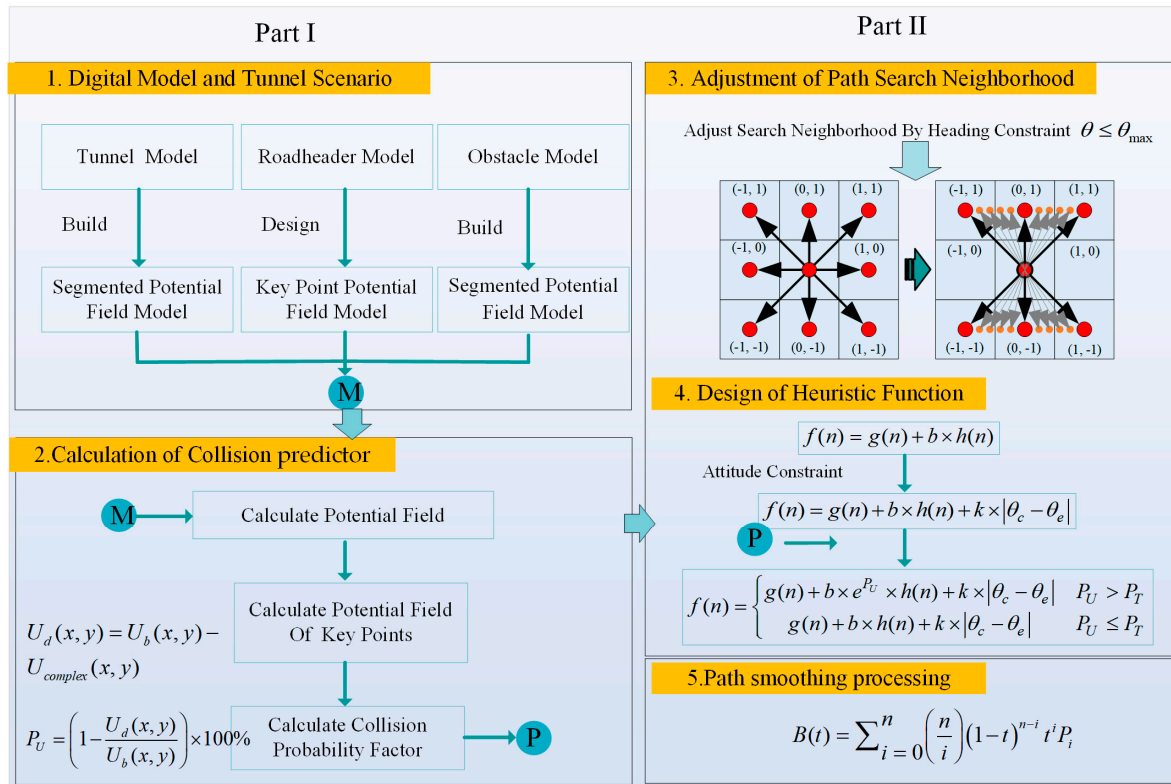 Part I
1. Digital Model and Tunnel Scenario
Tunnel Model
Roadheader Model
Obstacle Model
Build
Design
Build
Segmented Potential
Field Model
Key Point Potential
Field Model
Segmented Potential
Field Model
M
2.Calculation of Collision predictor
M
Calculate Potential Field
Calculate Potential Field
Of Key Points
U_d(x, y) = U_b(x, y) −
U_{complex}(x, y)
P_U = (1 − U_d(x, y) / U_b(x, y)) × 100%
Calculate Collision
Probability Factor
P
Part II
3. Adjustment of Path Search Neighborhood
Adjust Search Neighborhood By Heading Constraint θ ≤ θ_max
(-1, 1) (0, 1) (1, 1)
(-1, 0) (1, 0)
(-1, -1) (0, -1) (1, -1)
(-1, 1) (0, 1) (1, 1)
(-1, 0) (1, 0)
(-1, -1) (0, -1) (1, -1)
4. Design of Heuristic Function
f(n) = g(n) + b × h(n)
Attitude Constraint
f(n) = g(n) + b × h(n) + k × |θ_c − θ_e|
P
f(n) = { g(n) + b × e^{P_U} × h(n) + k × |θ_c − θ_e| P_U > P_T
g(n) + b × h(n) + k × |θ_c − θ_e| P_U ≤ P_T
5.Path smoothing processing
B(t) = ∑_{i = 0}^{n} (n / i) (1 − t)^{n−i} t^i P_i